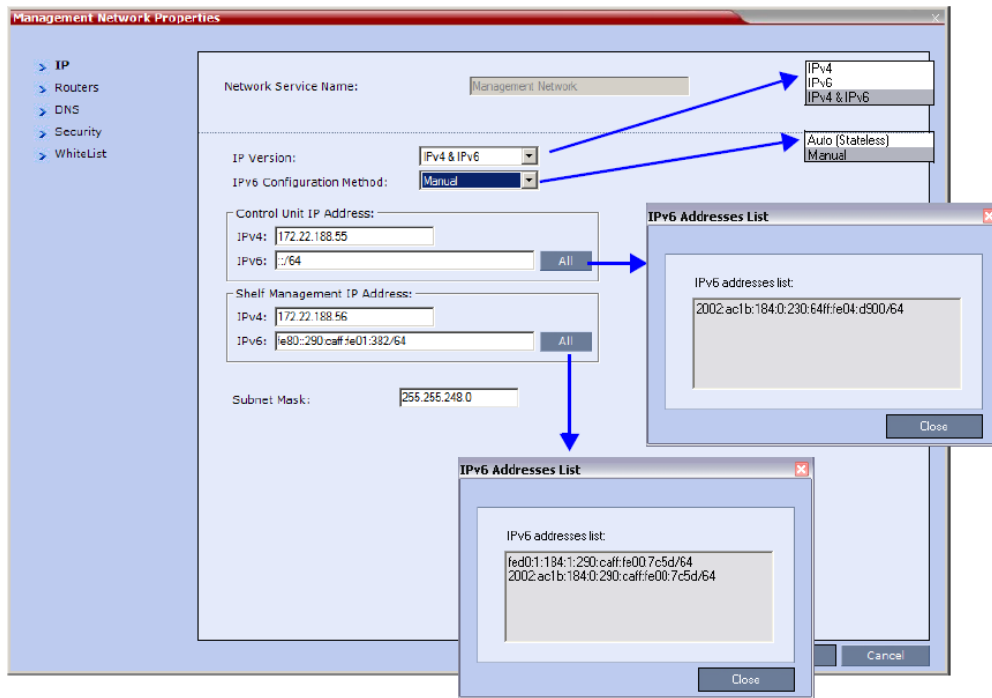 Management Network Properties
IP
Routers
DNS
Security
WhiteList
Network Service Name: Management Network
IPv4
IPv6
IPv4 & IPv6
IP Version: IPv4 & IPv6
Auto (Stateless)
Manual
IPv6 Configuration Method: Manual
Control Unit IP Address:
IPv4: 172.22.188.55
IPv6: ::/64 All
Shelf Management IP Address:
IPv4: 172.22.188.56
IPv6: fe80::290:caff:fe01:382/64 All
Subnet Mask: 255.255.248.0
IPv6 Addresses List
IPv6 addresses list:
2002:ac1b:184:0:230:64ff:fe04:d900/64
Close
IPv6 Addresses List
IPv6 addresses list:
fed0:1:184:1:290:caff:fe00:7c5d/64
2002:ac1b:184:0:290:caff:fe00:7c5d/64
Close
Cancel